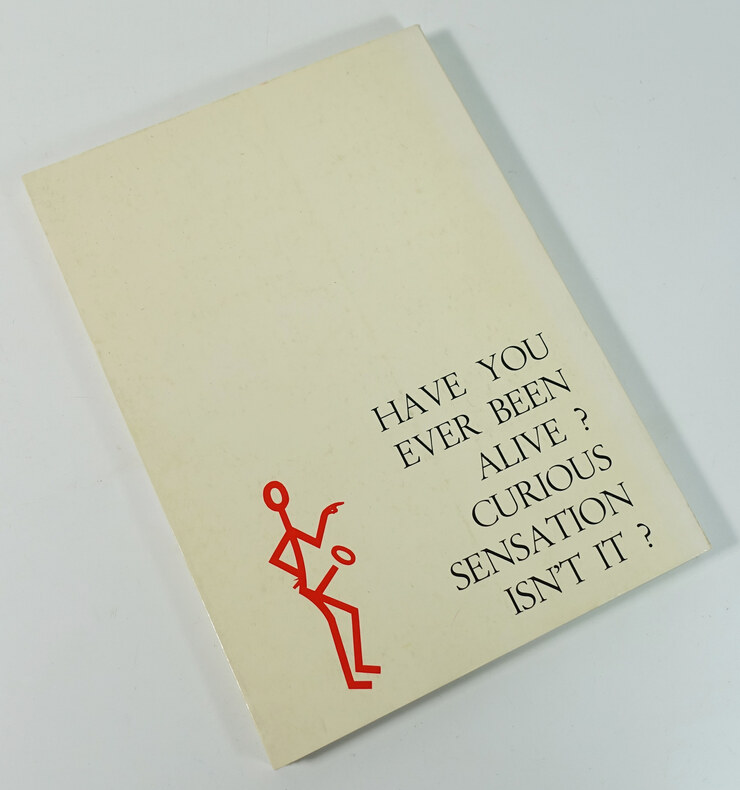 HAVE YOU
EVER BEEN
ALIVE ?
CURIOUS
SENSATION
ISN'T IT ?